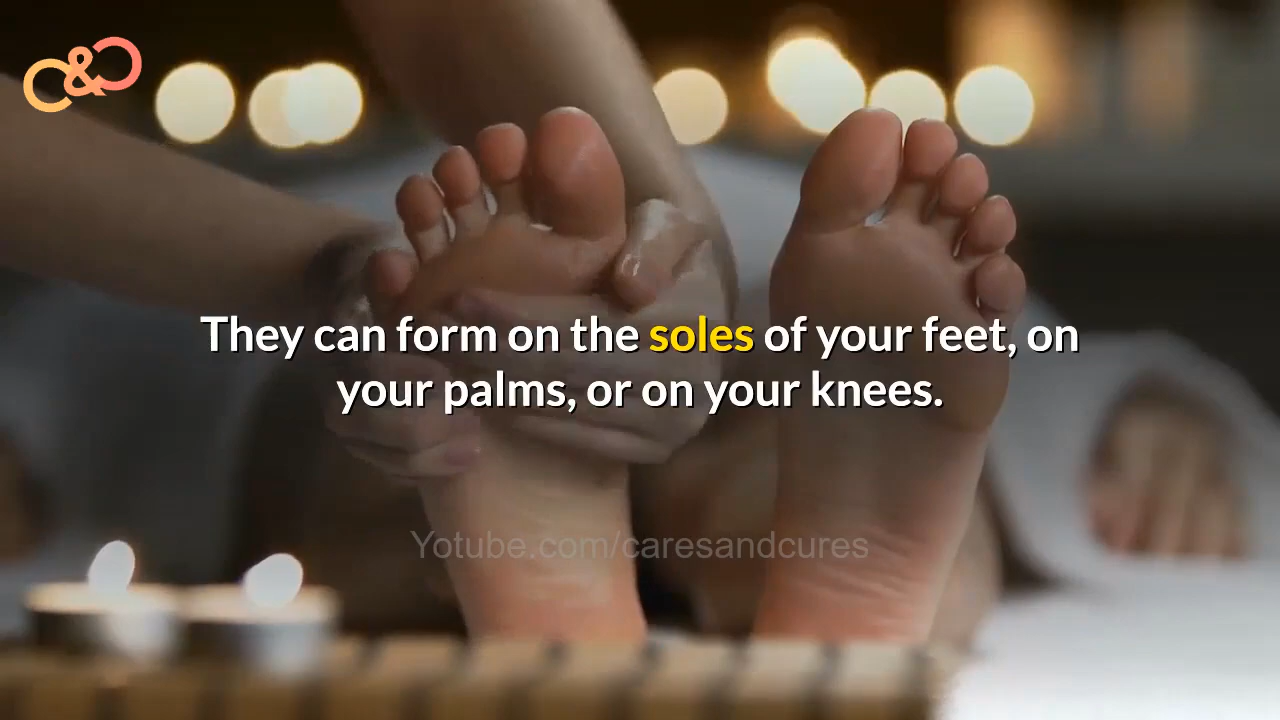 C&C
They can form on the soles of your feet, on
your palms, or on your knees.
Yotube.com/caresandcures